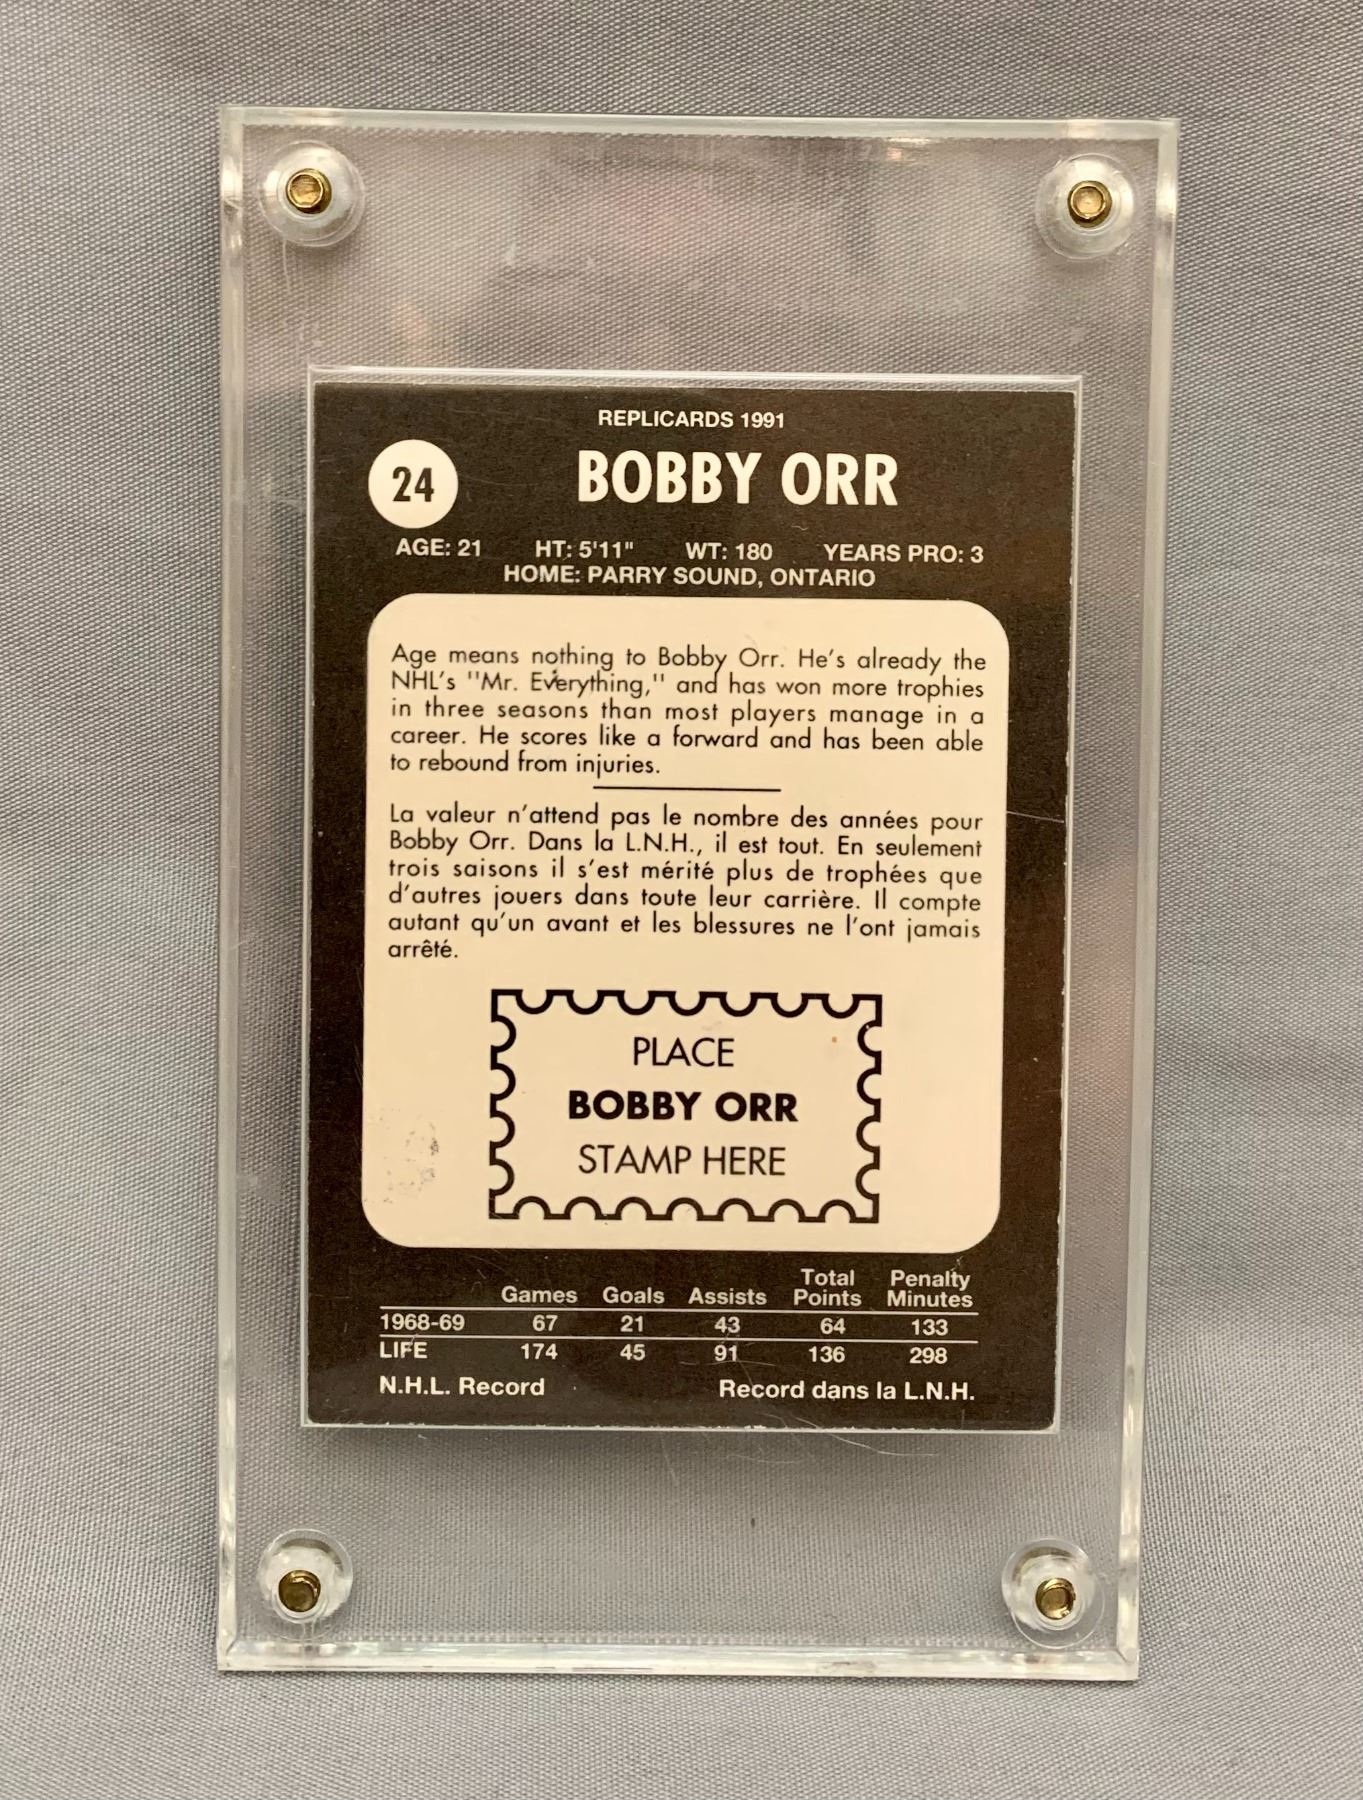 REPLICARDS 1991
24
BOBBY ORR
AGE: 21 HT: 5'11" WT: 180 YEARS PRO: 3
HOME: PARRY SOUND, ONTARIO
Age means nothing to Bobby Orr. He's already the
NHL's "Mr. Everything," and has won more trophies
in three seasons than most players manage in a
career. He scores like a forward and has been able
to rebound from injuries.
La valeur n'attend pas le nombre des années pour
Bobby Orr. Dans la L.N.H., il est tout. En seulement
trois saisons il s'est mérité plus de trophées que
d'autres jouers dans toute leur carrière. Il compte
autant qu'un avant et les blessures ne l'ont jamais
arrêté.
PLACE
BOBBY ORR
STAMP HERE
Games Goals Assists Total Points Penalty Minutes
1968-69 67 21 43 64 133
LIFE 174 45 91 136 298
N.H.L. Record Record dans la L.N.H.